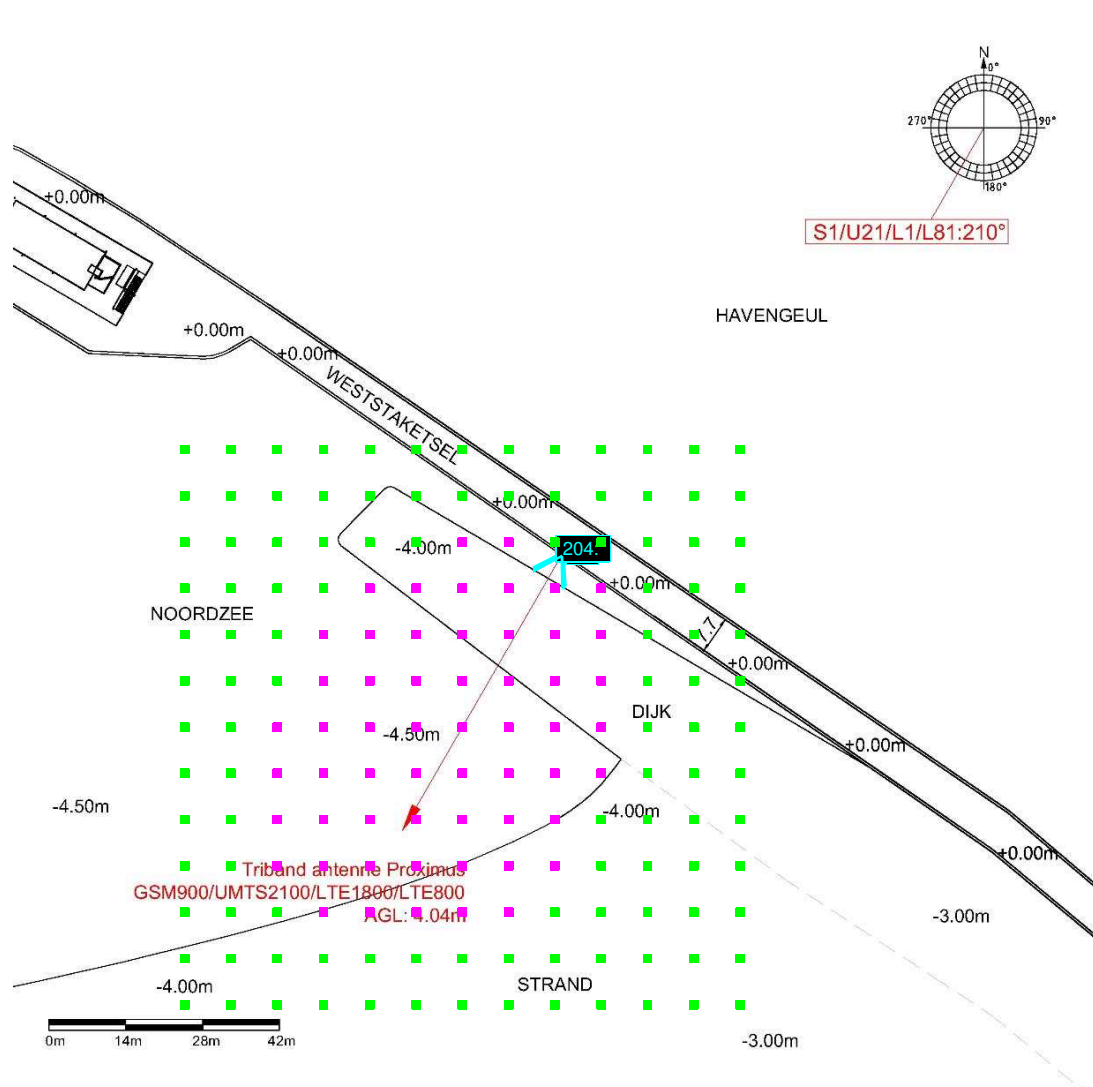 N
0°
270°
90°
180°
S1/U21/L1/L81:210°
+0.00m
HAVENGEUL
+0.00m
+0.00m
WESTSTAKETSEL
+0.00m
-4.00m
204.
+0.00m
NOORDZEE
7.7
+0.00m
DIJK
-4.50m
+0.00m
-4.50m
-4.00m
+0.00m
Triband antenne Proximus
GSM900/UMTS2100/LTE1800/LTE800
AGL: 4.04m
-3.00m
-4.00m
STRAND
0m 14m 28m 42m
-3.00m